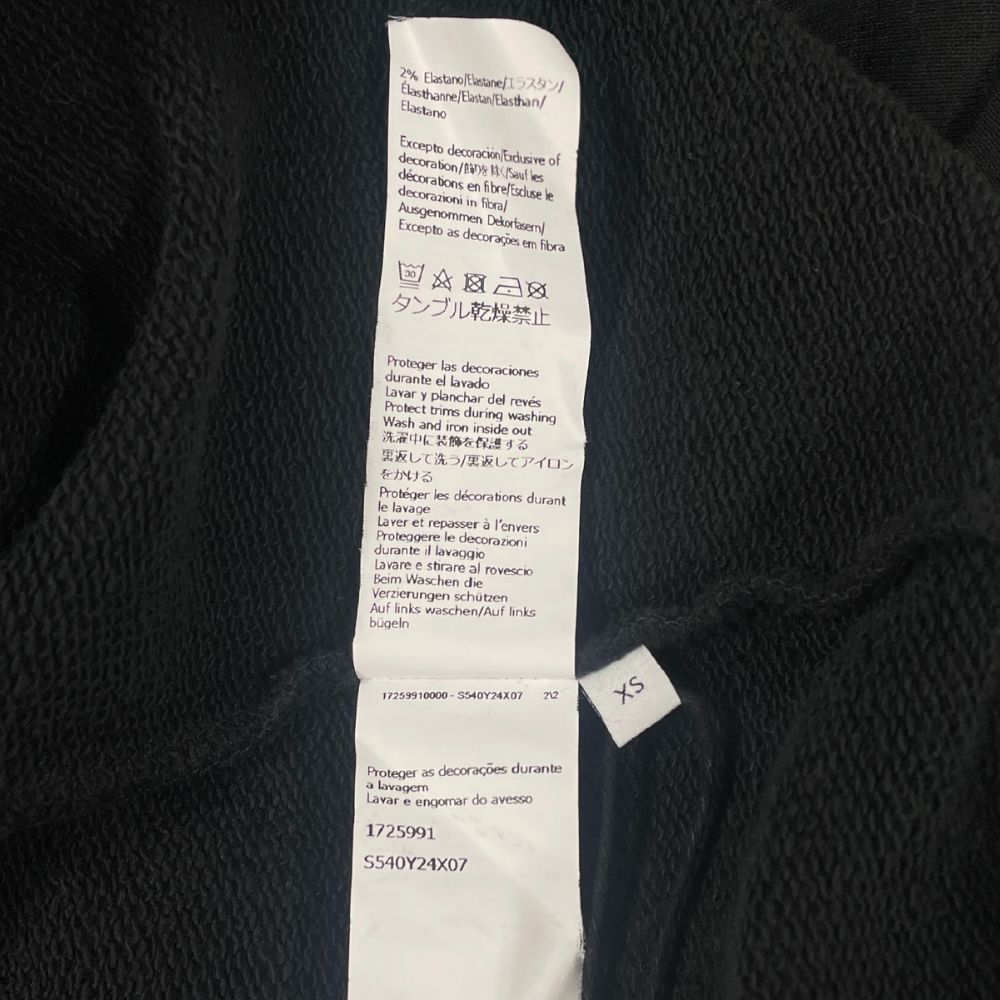 2% Elastano/Elastane/エラスタン/
Élasthanne/Elastan/Elasthan/
Elastano
Excepto decoración/Exclusive of
decoration/飾りを除く/Sauf les
décorations en fibre/Escluse le
decorazioni in fibra/
Ausgenommen Dekorfasern/
Excepto as decorações em fibra
30
タンブル乾燥禁止
Proteger las decoraciones
durante el lavado
Lavar y planchar del revés
Protect trims during washing
Wash and iron inside out
洗濯中に装飾を保護する
裏返して洗う/裏返してアイロン
をかける
Protéger les décorations durant
le lavage
Laver et repasser à l'envers
Proteggere le decorazioni
durante il lavaggio
Lavare e stirare al rovescio
Beim Waschen die
Verzierungen schützen
Auf links waschen/Auf links
bügeln
17259910000 - S540Y24X07 2\2
XS
Proteger as decorações durante
a lavagem
Lavar e engomar do avesso
1725991
S540Y24X07